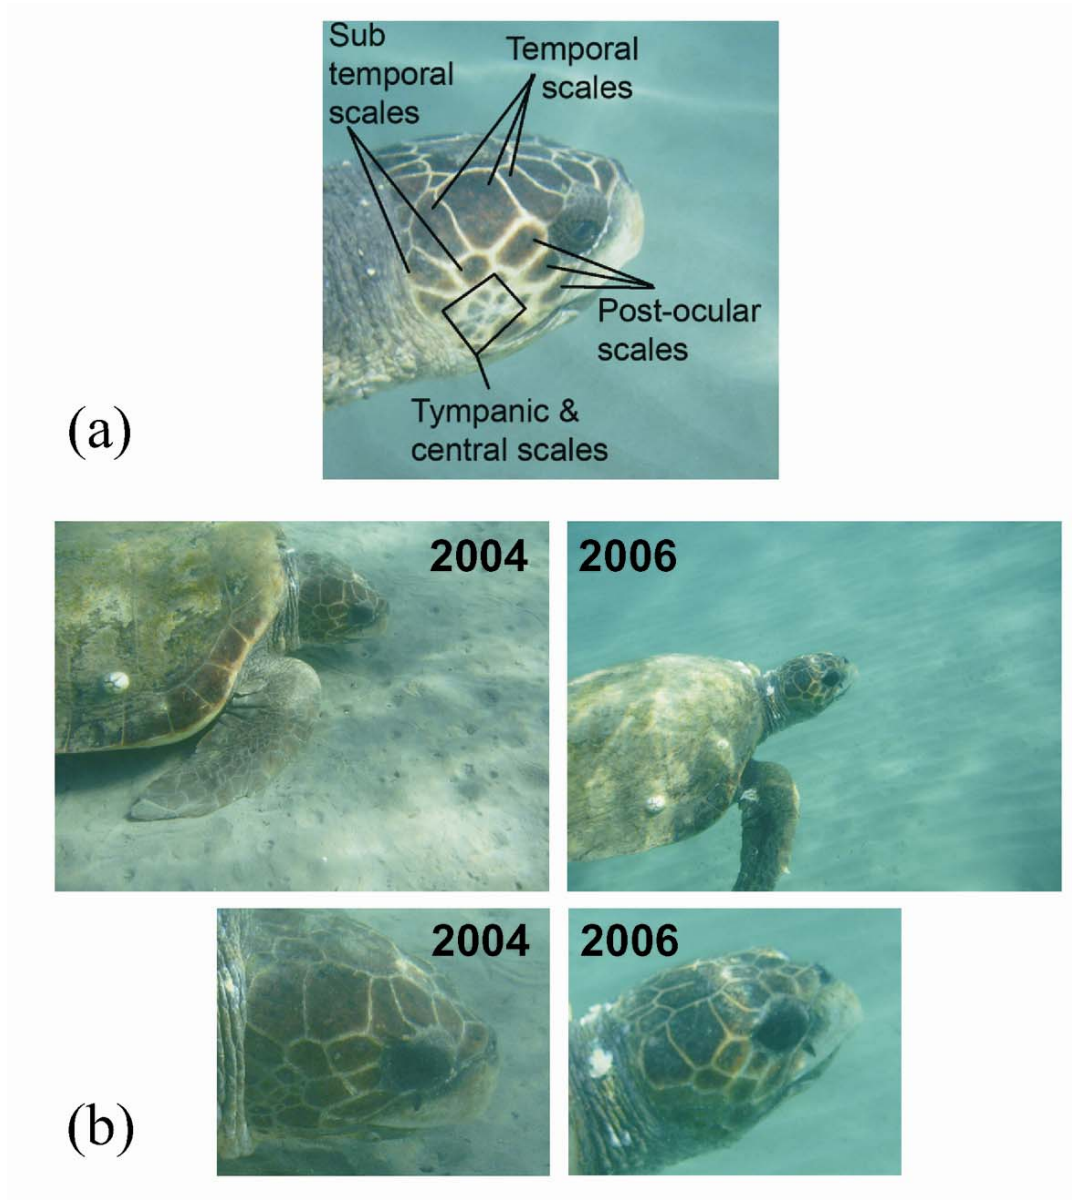 Sub
temporal
scales
Temporal
scales
Post-ocular
scales
Tympanic &
central scales
(a)
2004
2006
2004
2006
(b)